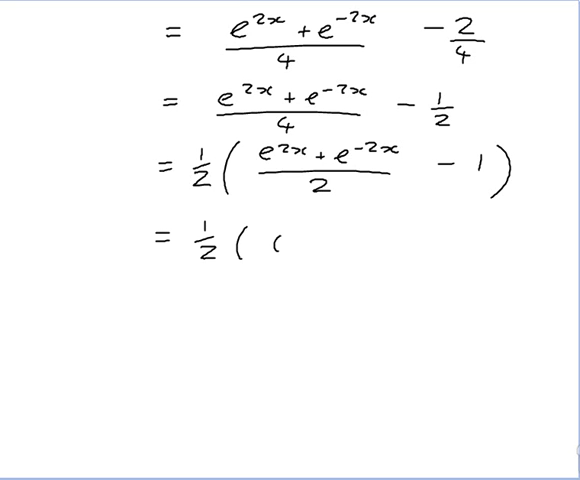 = (e^{2x} + e^{-2x})/4 - 2/4
= (e^{2x} + e^{-2x})/4 - 1/2
= 1/2 ( (e^{2x} + e^{-2x})/2 - 1 )
= 1/2 ( (